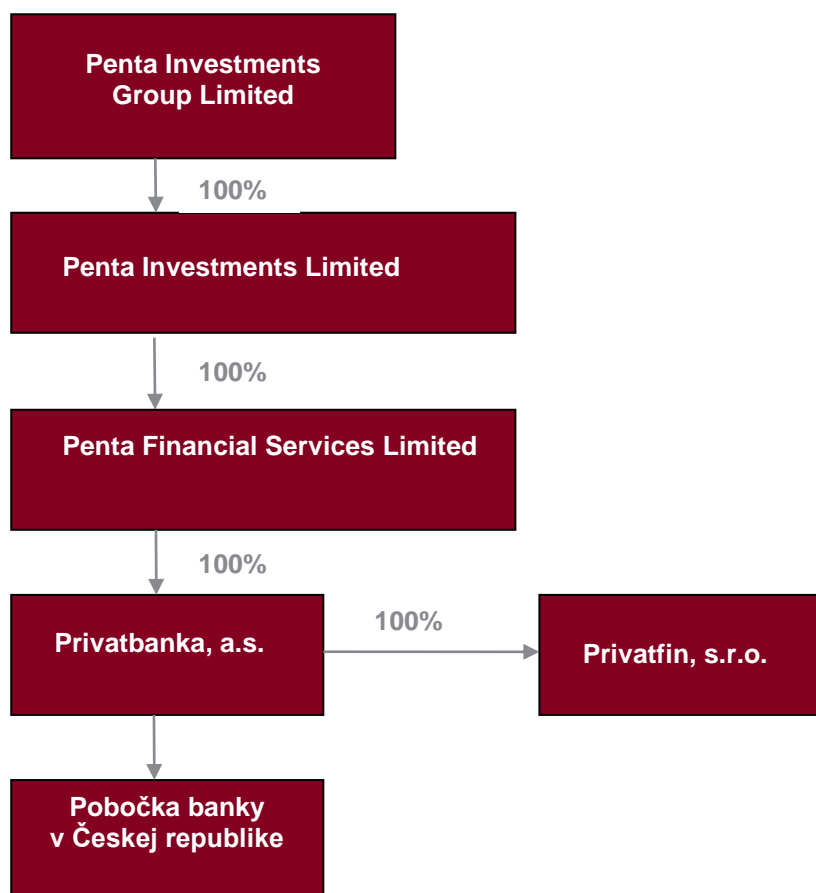 Penta Investments
Group Limited
100%
Penta Investments Limited
100%
Penta Financial Services Limited
100%
Privatbanka, a.s.
100%
Privatfin, s.r.o.
Pobočka banky
v Českej republike